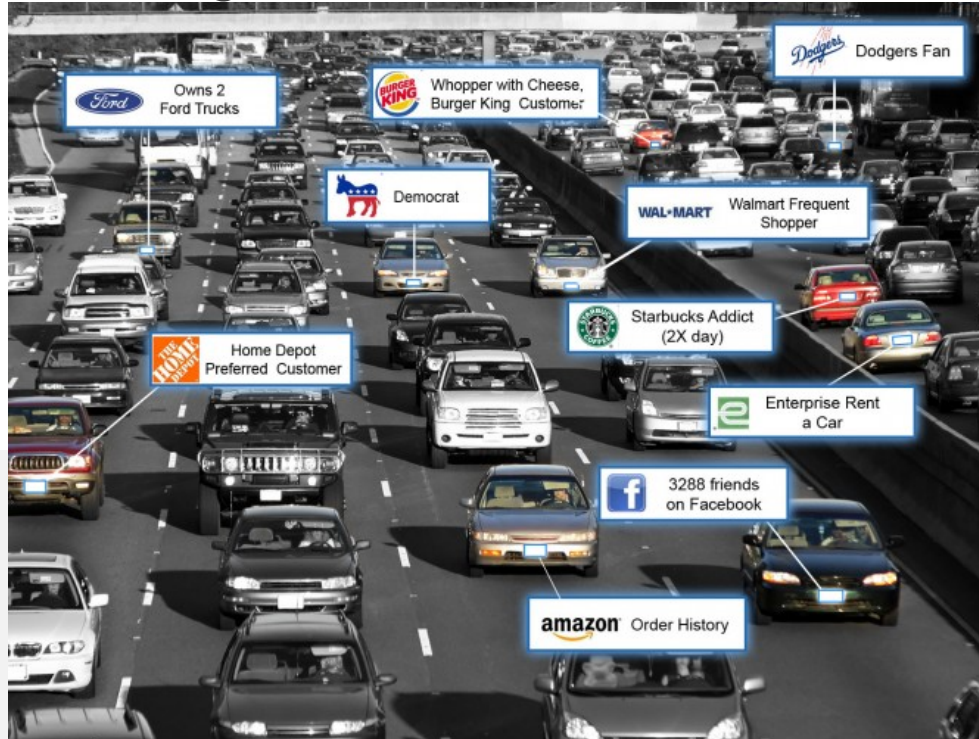 Dodgers
Dodgers Fan
Ford
Owns 2
Ford Trucks
BURGER
KING
Whopper with Cheese,
Burger King Customer
Democrat
WAL★MART
Walmart Frequent
Shopper
STARBUCKS
COFFEE
Starbucks Addict
(2X day)
THE
HOME
DEPOT
Home Depot
Preferred Customer
e
Enterprise Rent
a Car
f
3288 friends
on Facebook
amazon
Order History